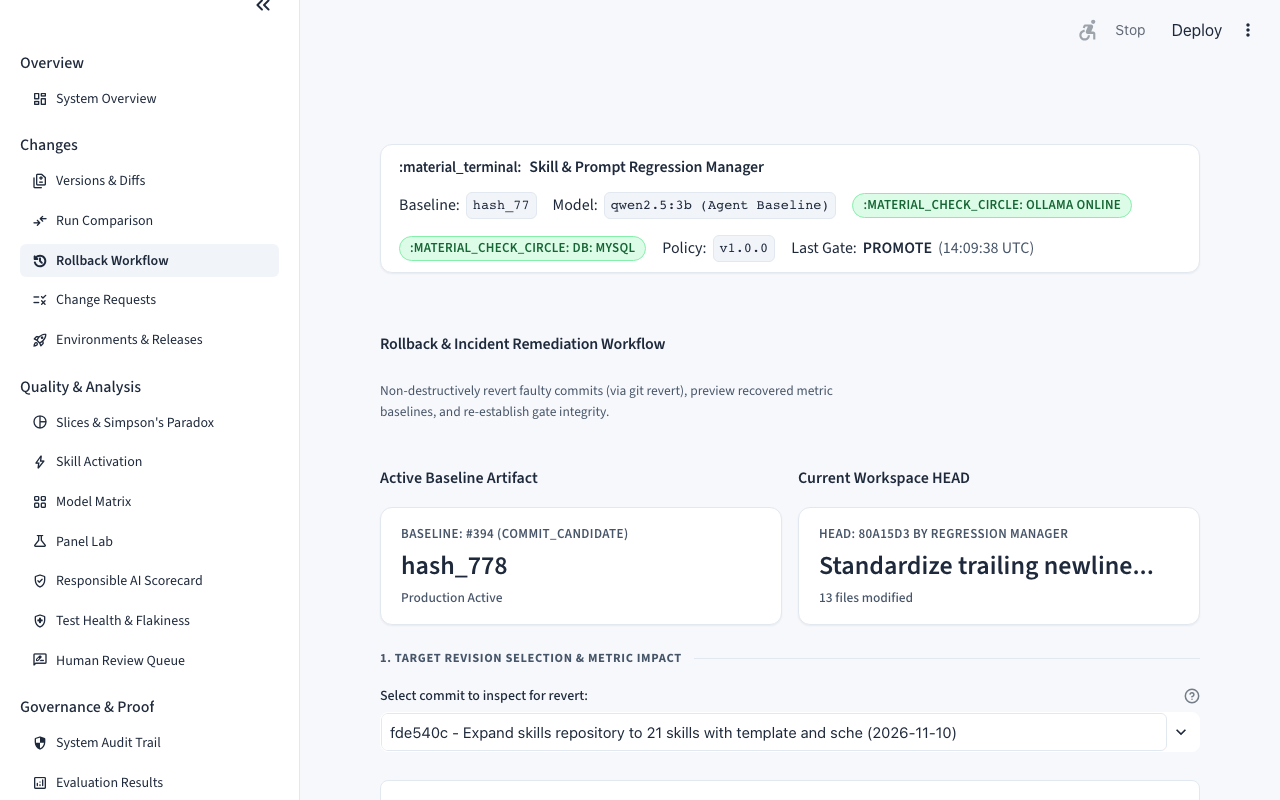 Stop
Deploy
Overview
System Overview
Changes
Versions & Diffs
Run Comparison
Rollback Workflow
Change Requests
Environments & Releases
Quality & Analysis
Slices & Simpson's Paradox
Skill Activation
Model Matrix
Panel Lab
Responsible AI Scorecard
Test Health & Flakiness
Human Review Queue
Governance & Proof
System Audit Trail
Evaluation Results
:material_terminal: Skill & Prompt Regression Manager
Baseline: hash_77 Model: qwen2.5:3b (Agent Baseline) :MATERIAL_CHECK_CIRCLE: OLLAMA ONLINE
:MATERIAL_CHECK_CIRCLE: DB: MYSQL Policy: v1.0.0 Last Gate: PROMOTE (14:09:38 UTC)
Rollback & Incident Remediation Workflow
Non-destructively revert faulty commits (via git revert), preview recovered metric
baselines, and re-establish gate integrity.
Active Baseline Artifact
BASELINE: #394 (COMMIT_CANDIDATE)
hash_778
Production Active
Current Workspace HEAD
HEAD: 80A15D3 BY REGRESSION MANAGER
Standardize trailing newline...
13 files modified
1. TARGET REVISION SELECTION & METRIC IMPACT
Select commit to inspect for revert:
fde540c - Expand skills repository to 21 skills with template and sche (2026-11-10)